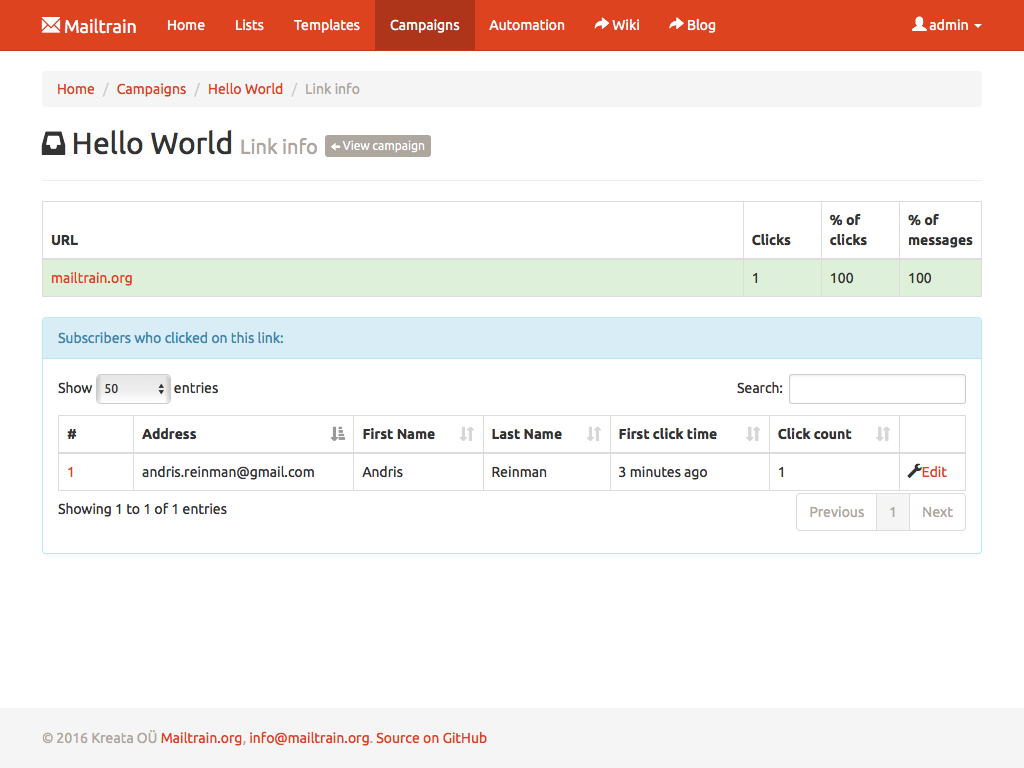 Mailtrain Home Lists Templates Campaigns Automation Wiki Blog admin
Home / Campaigns / Hello World / Link info
Hello World Link info View campaign
URL Clicks % of clicks % of messages
mailtrain.org 1 100 100
Subscribers who clicked on this link:
Show 50 entries Search:
# Address First Name Last Name First click time Click count
1 andris.reinman@gmail.com Andris Reinman 3 minutes ago 1 Edit
Showing 1 to 1 of 1 entries Previous 1 Next
© 2016 Kreata OÜ Mailtrain.org, info@mailtrain.org. Source on GitHub